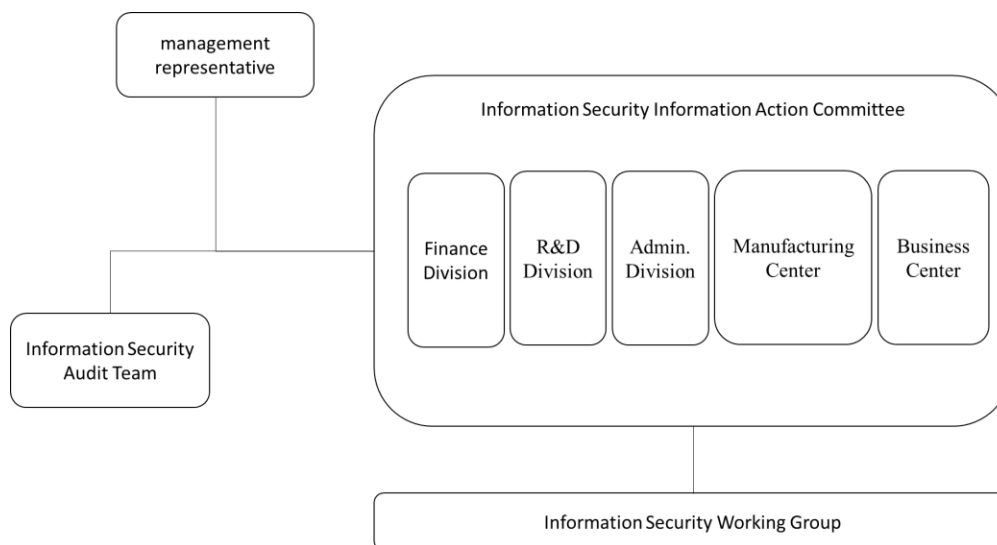 management
representative
Information Security Information Action Committee
Finance
Division
R&D
Division
Admin.
Division
Manufacturing
Center
Business
Center
Information Security
Audit Team
Information Security Working Group